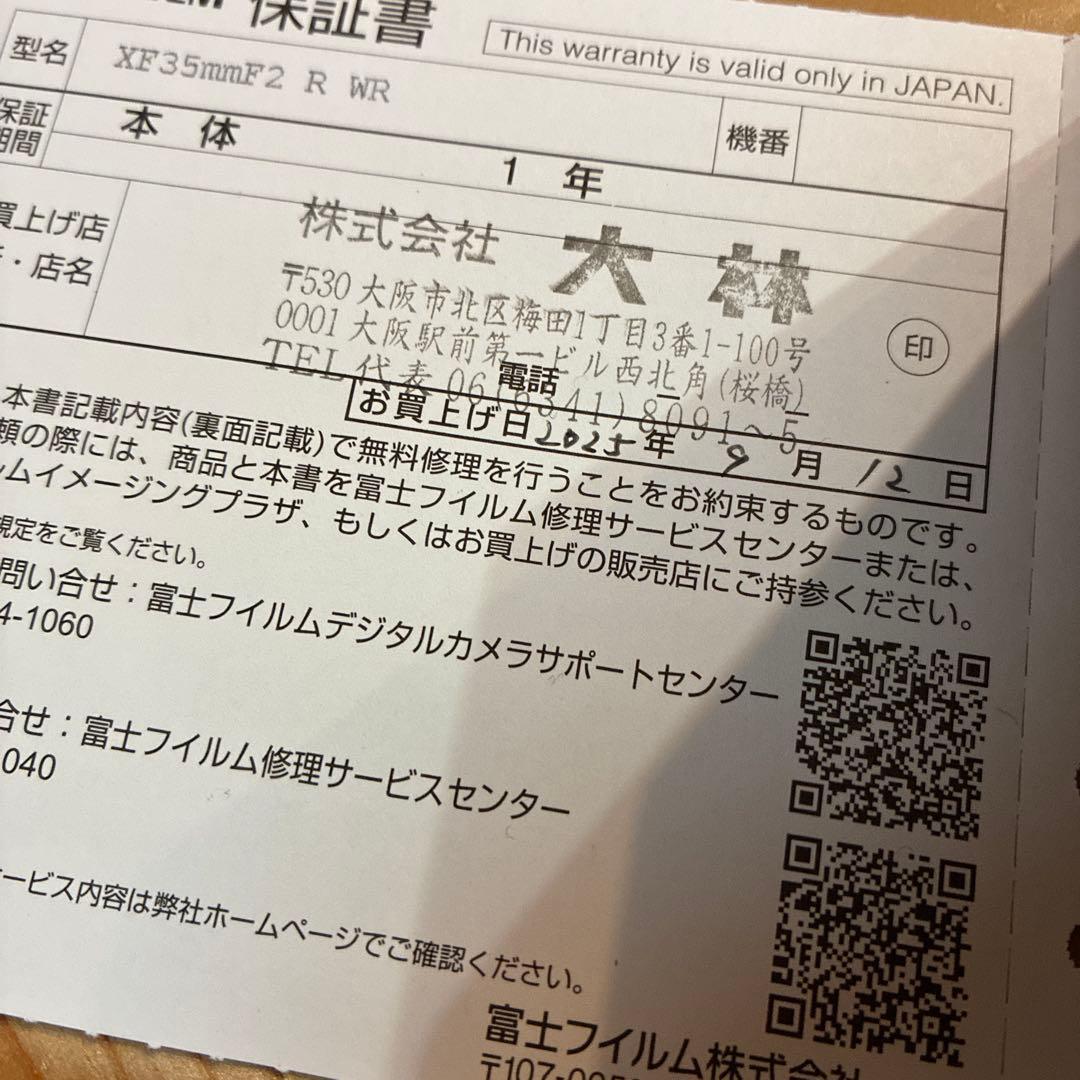 保証書
This warranty is valid only in JAPAN.
型名 XF35mmF2 R WR
機番
保証期間 本体 1年
買上げ店
・店名
株式会社 大林
〒530 大阪市北区梅田1丁目3番1-100号
0001 大阪駅前第一ビル西北角(桜橋)
TEL 代表 06(6341)8091~5
電話
印
お買上げ日 2025年 9月 12日
本書記載内容(裏面記載)で無料修理を行うことをお約束するものです。
頼の際には、商品と本書を富士フイルム修理サービスセンターまたは、
ルムイメージングプラザ、もしくはお買上げの販売店にご持参ください。
規定をご覧ください。
問い合せ:富士フイルムデジタルカメラサポートセンター
4-1060
合せ:富士フイルム修理サービスセンター
040
ービス内容は弊社ホームページでご確認ください。
富士フイルム株式会社
〒107-